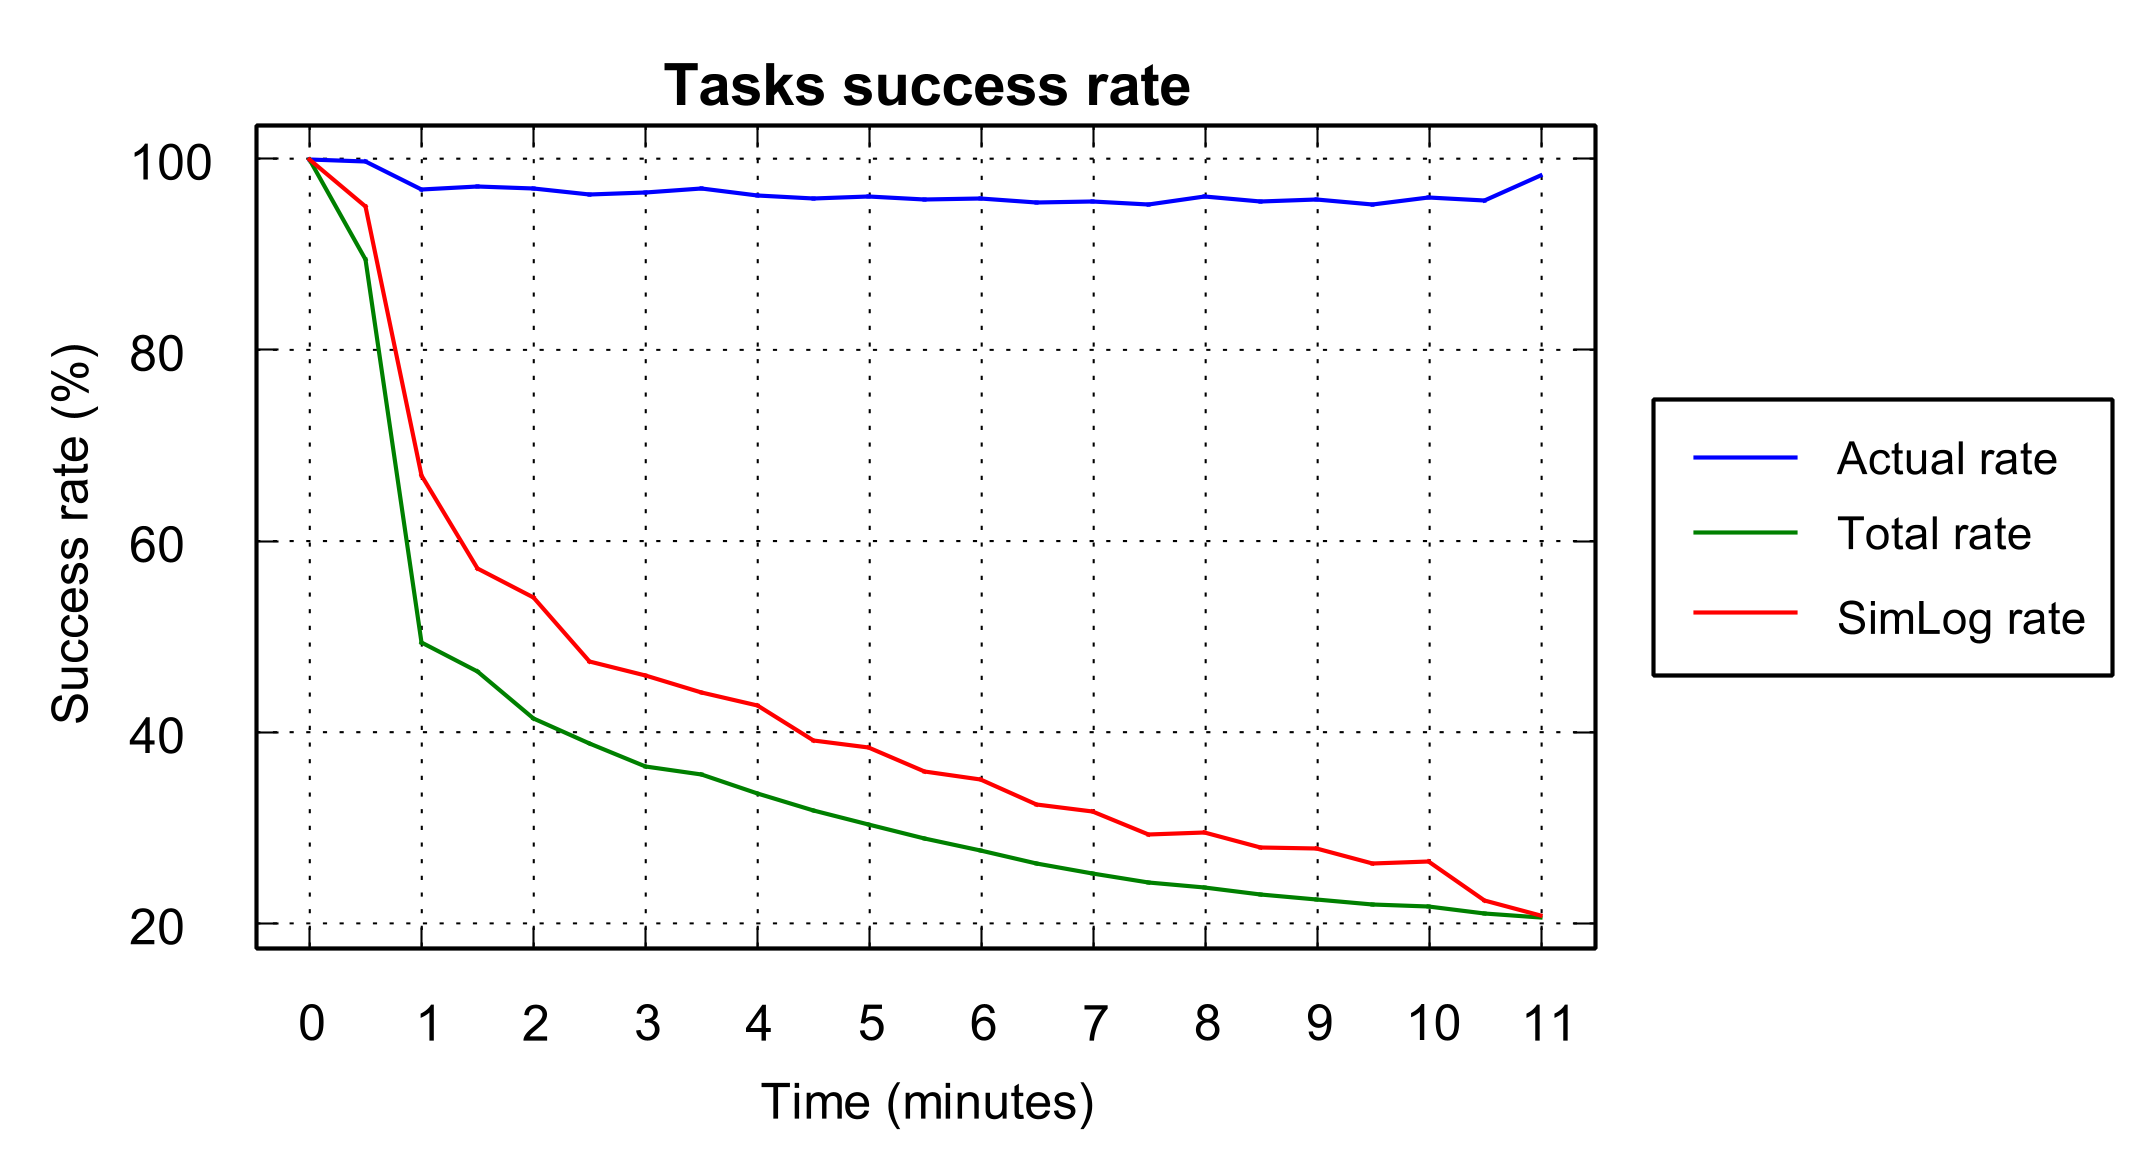 Tasks success rate
100
80
60
40
20
Success rate (%)
0 1 2 3 4 5 6 7 8 9 10 11
Time (minutes)
Actual rate
Total rate
SimLog rate